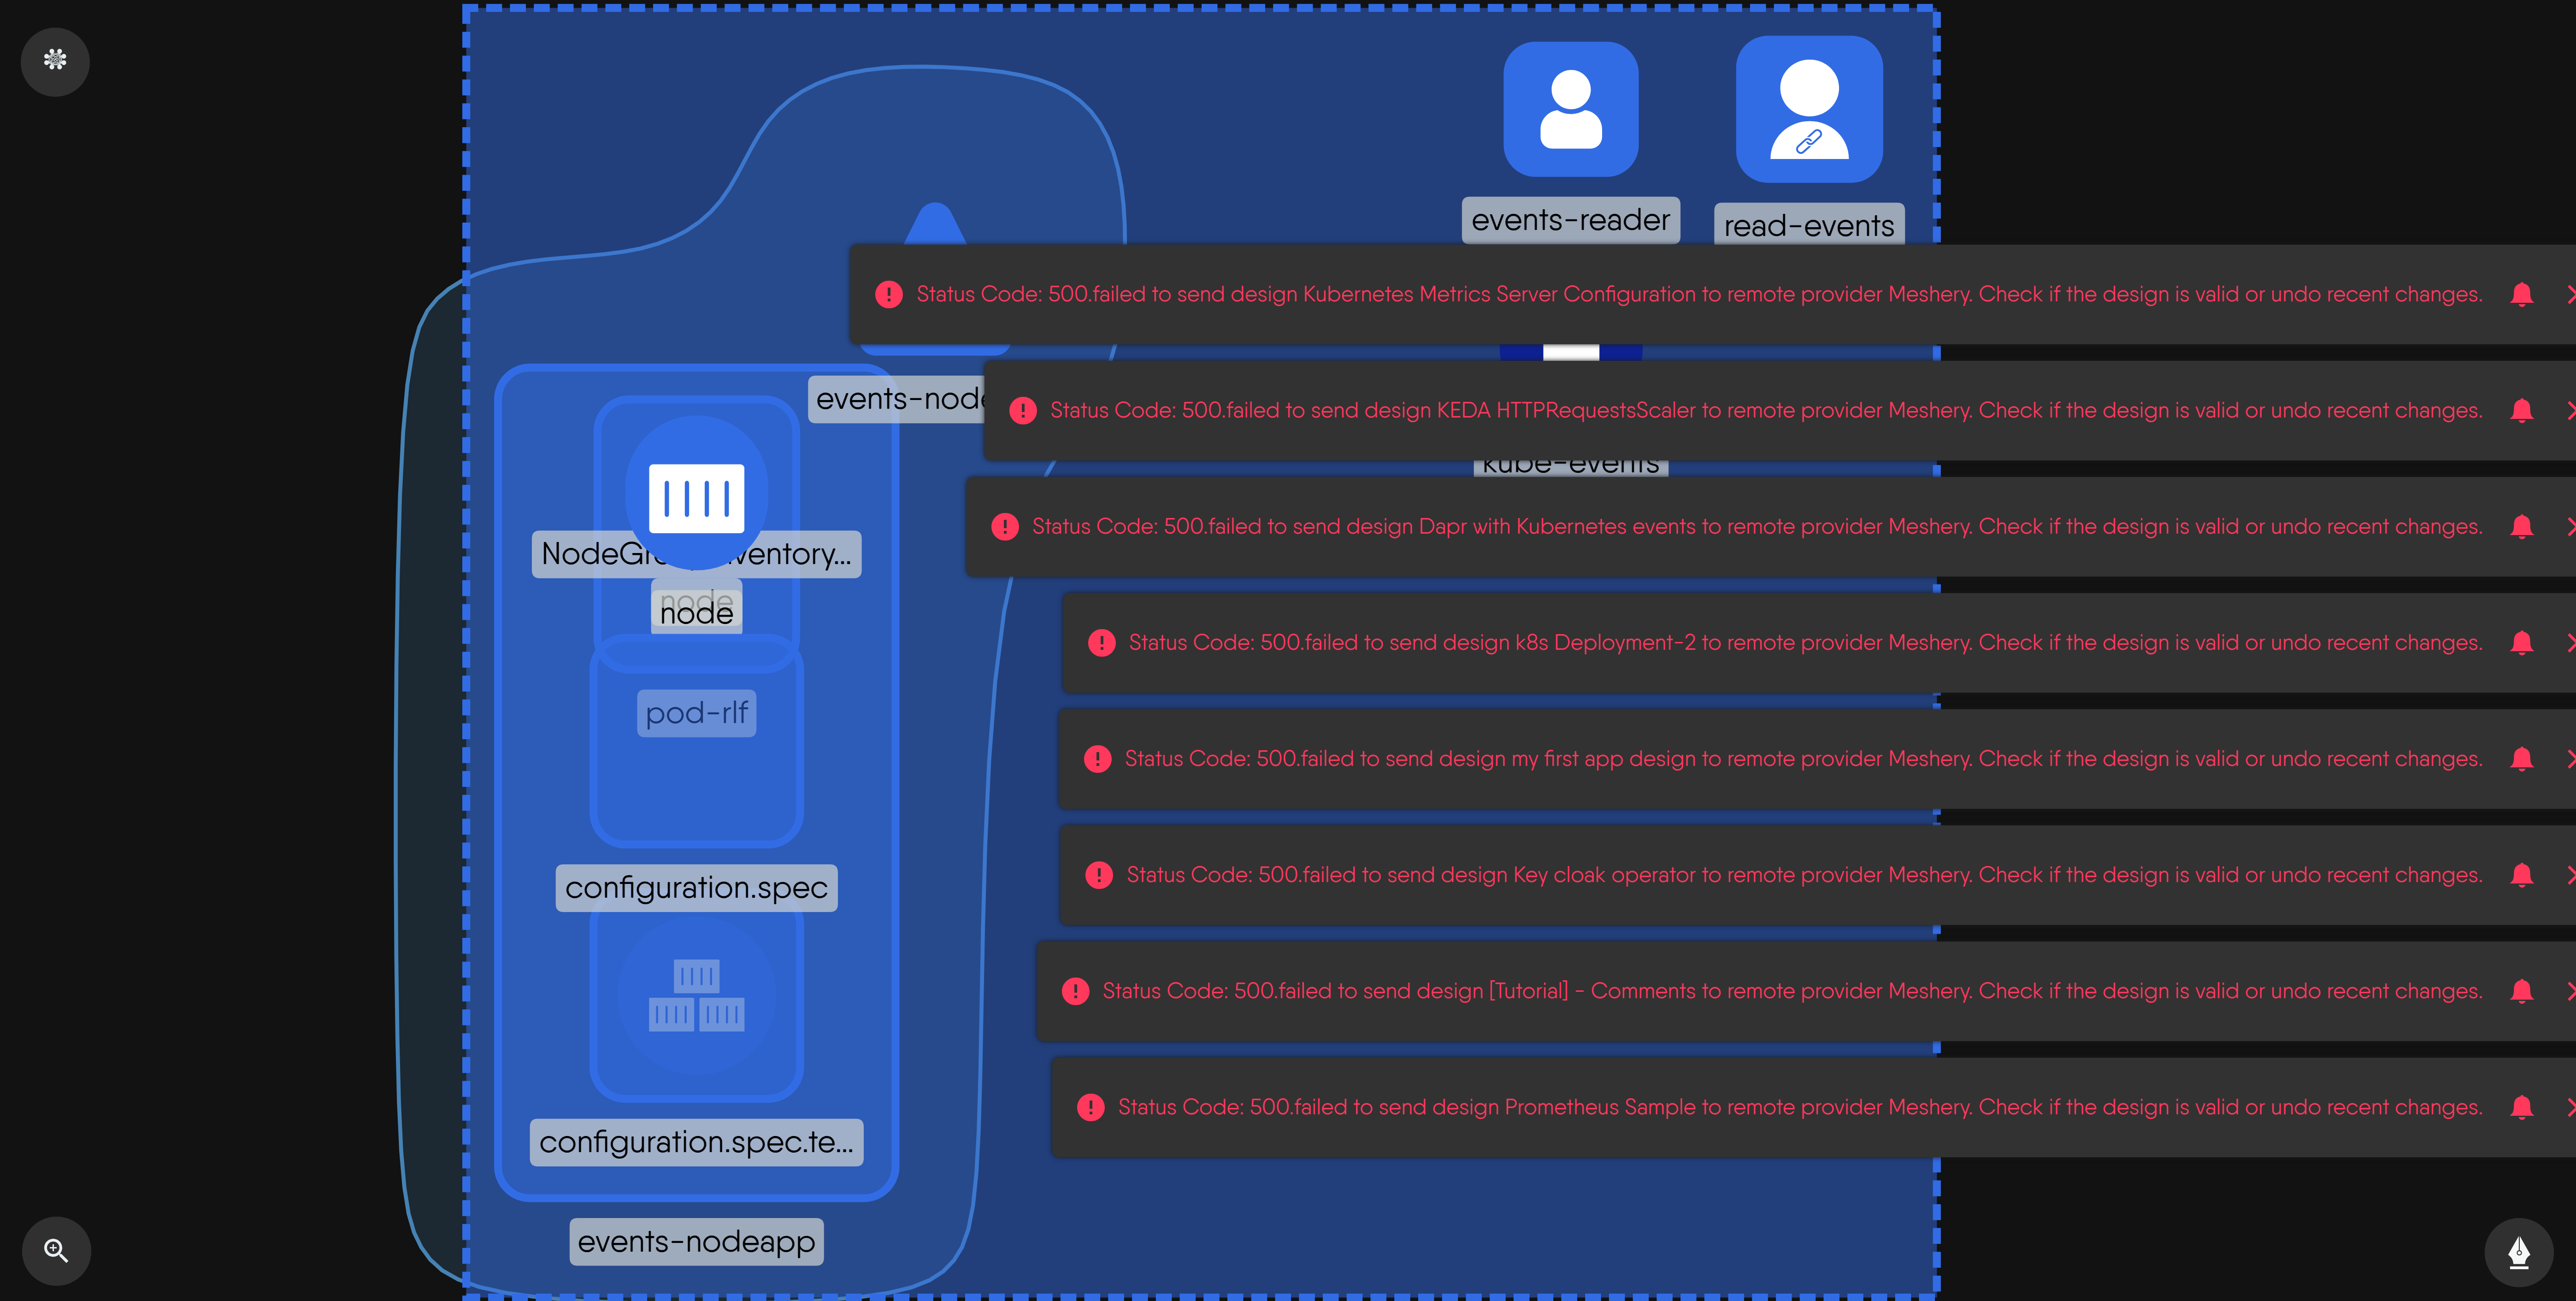 events-reader
read-events
Status Code: 500.failed to send design Kubernetes Metrics Server Configuration to remote provider Meshery. Check if the design is valid or undo recent changes.
events-node
Status Code: 500.failed to send design KEDA HTTPRequestsScaler to remote provider Meshery. Check if the design is valid or undo recent changes.
kube-events
Status Code: 500.failed to send design Dapr with Kubernetes events to remote provider Meshery. Check if the design is valid or undo recent changes.
node
node
Status Code: 500.failed to send design k8s Deployment-2 to remote provider Meshery. Check if the design is valid or undo recent changes.
pod-rlf
Status Code: 500.failed to send design my first app design to remote provider Meshery. Check if the design is valid or undo recent changes.
configuration.spec
Status Code: 500.failed to send design Key cloak operator to remote provider Meshery. Check if the design is valid or undo recent changes.
Status Code: 500.failed to send design [Tutorial] - Comments to remote provider Meshery. Check if the design is valid or undo recent changes.
Status Code: 500.failed to send design Prometheus Sample to remote provider Meshery. Check if the design is valid or undo recent changes.
configuration.spec.te...
events-nodeapp